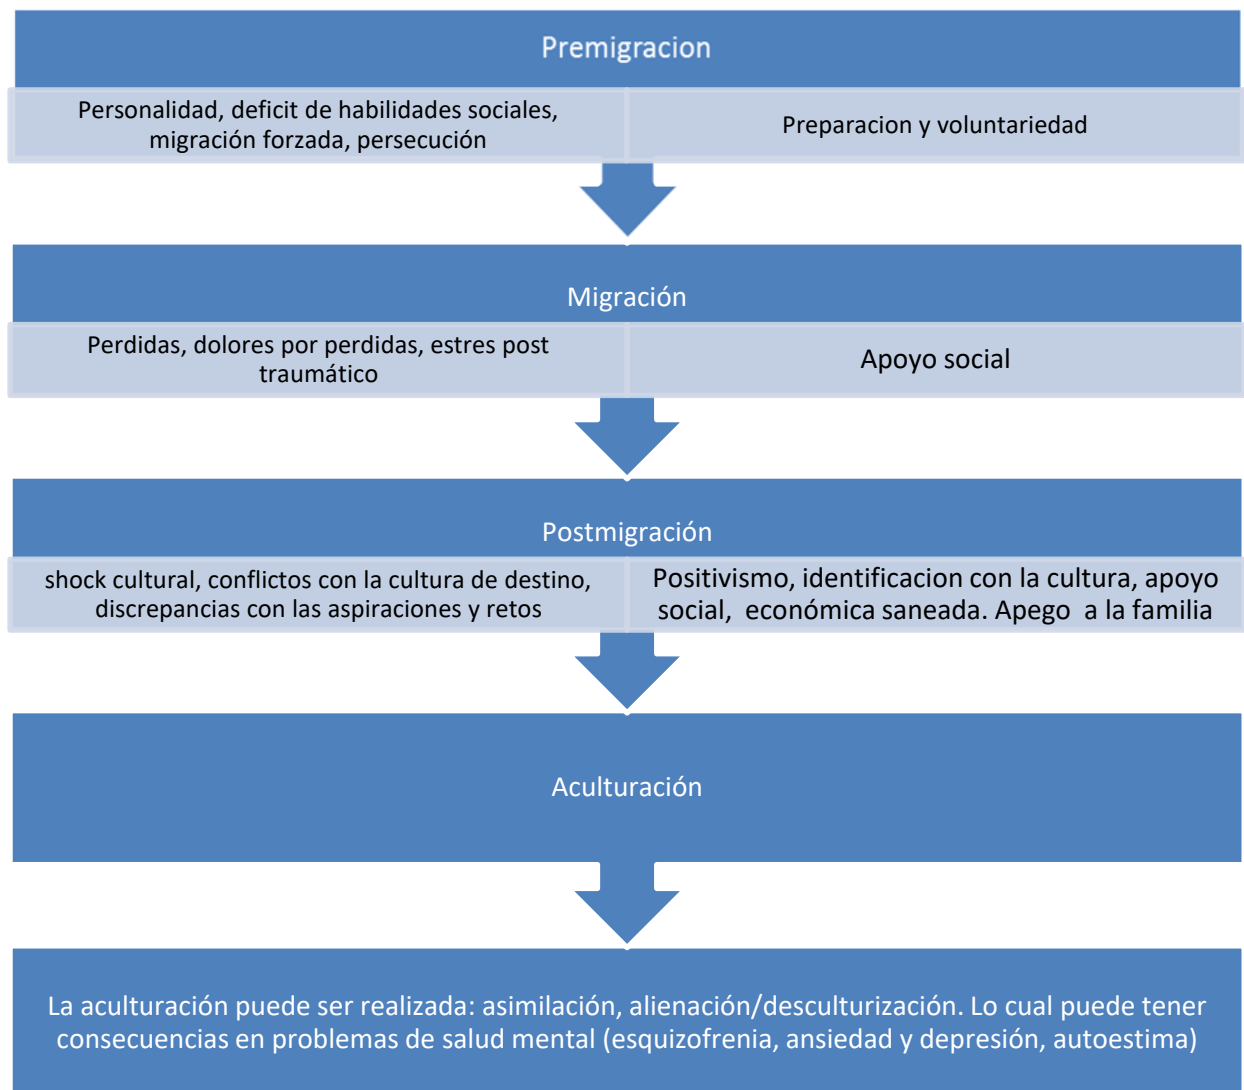 Premigracion
Personalidad, deficit de habilidades sociales,
migración forzada, persecución
Preparacion y voluntariedad
Migración
Perdidas, dolores por perdidas, estres post
traumático
Apoyo social
Postmigración
shock cultural, conflictos con la cultura de destino,
discrepancias con las aspiraciones y retos
Positivismo, identificacion con la cultura, apoyo
social, económica saneada. Apego a la familia
Aculturación
La aculturación puede ser realizada: asimilación, alienación/desculturización. Lo cual puede tener
consecuencias en problemas de salud mental (esquizofrenia, ansiedad y depresión, autoestima)